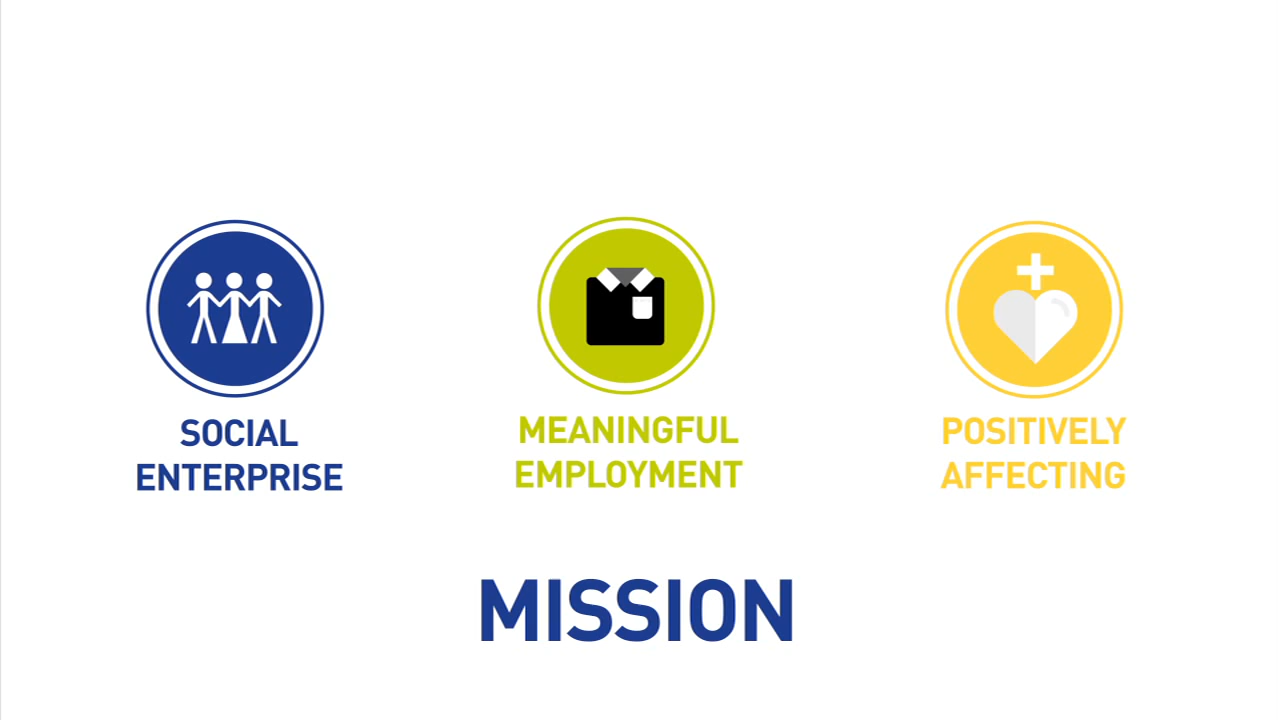 SOCIAL
ENTERPRISE
MEANINGFUL
EMPLOYMENT
POSITIVELY
AFFECTING
MISSION